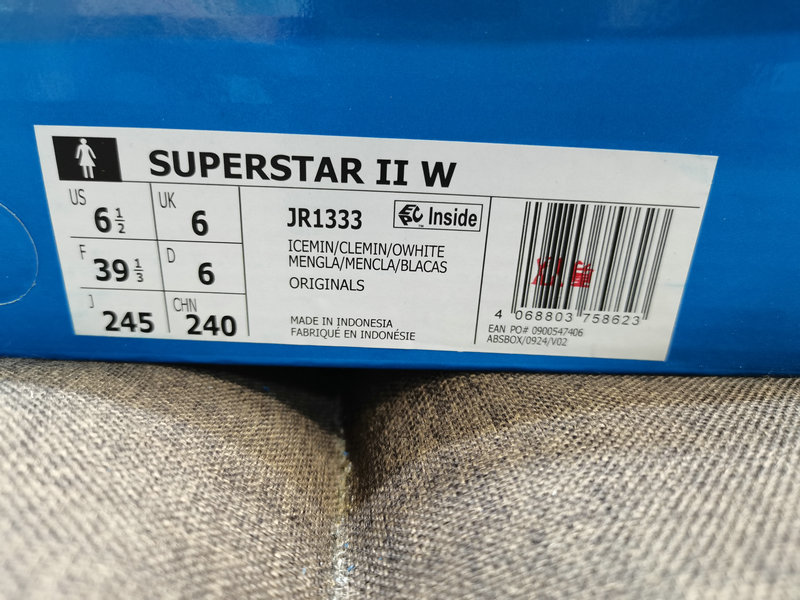 SUPERSTAR II W
US 6 1/2
UK 6
F 39 1/3
D 6
J 245
CHN 240
JR1333
EPC Inside
ICEMIN/CLEMIN/OWHITE
MENGLA/MENCLA/BLACAS
ORIGINALS
MADE IN INDONESIA
FABRIQUÉ EN INDONÉSIE
4 068803 758623
EAN PO# 0900547406
ABSBOX/0924/V02